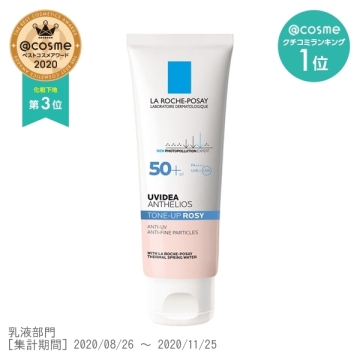 @cosme
ベストコスメアワード
2020
化粧下地
第3位
@cosme
クチコミランキング
1位
LA ROCHE-POSAY
LABORATOIRE DERMATOLOGIQUE
50+
UVIDEA
ANTHELIOS
TONE-UP ROSY
ANTI-UV
ANTI-FINE PARTICLES
WITH LA ROCHE-POSAY
THERMAL SPRING WATER
乳液部門
[集計期間] 2020/08/26 ～ 2020/11/25